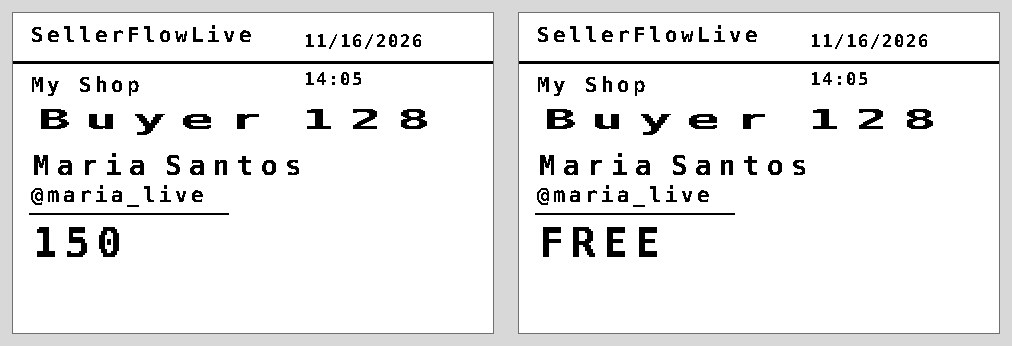 SellerFlowLive 11/16/2026
My Shop 14:05
Buyer 128
Maria Santos
@maria_live
150
SellerFlowLive 11/16/2026
My Shop 14:05
Buyer 128
Maria Santos
@maria_live
FREE